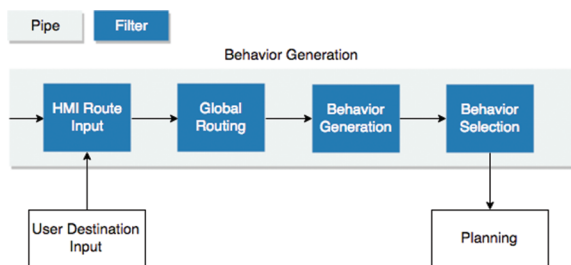 Pipe
Filter
Behavior Generation
HMI Route
Input
Global
Routing
Behavior
Generation
Behavior
Selection
User Destination
Input
Planning